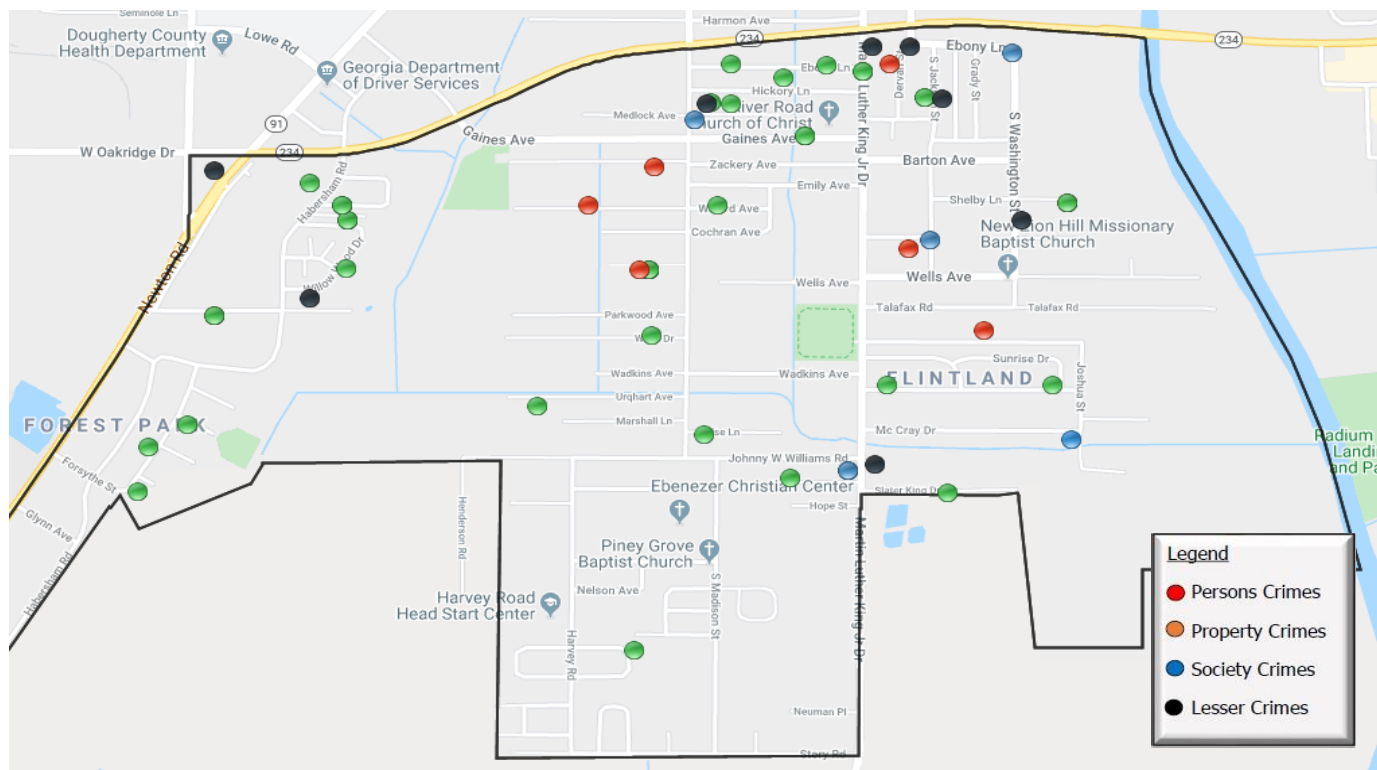 Seminole Ln
Harmon Ave
Dougherty County
Health Department
Lowe Rd
234
234
Ebony Ln
Georgia Department
of Driver Services
Hickory Ln
S Jack
Grady St
91
Medlock Ave
Church of Christ
Gaines Ave
Gaines Ave
Luther King Jr Dr
S Washington St
W Oakridge Dr
234
Zackery Ave
Barton Ave
Habersham Rd
Emily Ave
Shelby Ln
Cochran Ave
Missionary
Baptist Church
Newton Rd
Willow Wood Dr
Wells Ave
Wells Ave
Talafax Rd
Talafax Rd
Parkwood Ave
Sunrise Dr
Wadkins Ave
Wadkins Ave
FLINTLAND
Joshua St
Urqhart Ave
FOREST PARK
Marshall Ln
Mc Cray Dr
Radium
Landi
and Pa
Johnny W Williams Rd
Forsythe St
Ebenezer Christian Center
Slater King Dr
Hope St
Glynn Ave
Henderson Rd
Martin Luther King Jr Dr
Habersham Rd
Piney Grove
Baptist Church
Nelson Ave
S Madison St
Harvey Road
Head Start Center
Harvey Rd
Neuman Pl
Story Rd
Legend
Persons Crimes
Property Crimes
Society Crimes
Lesser Crimes